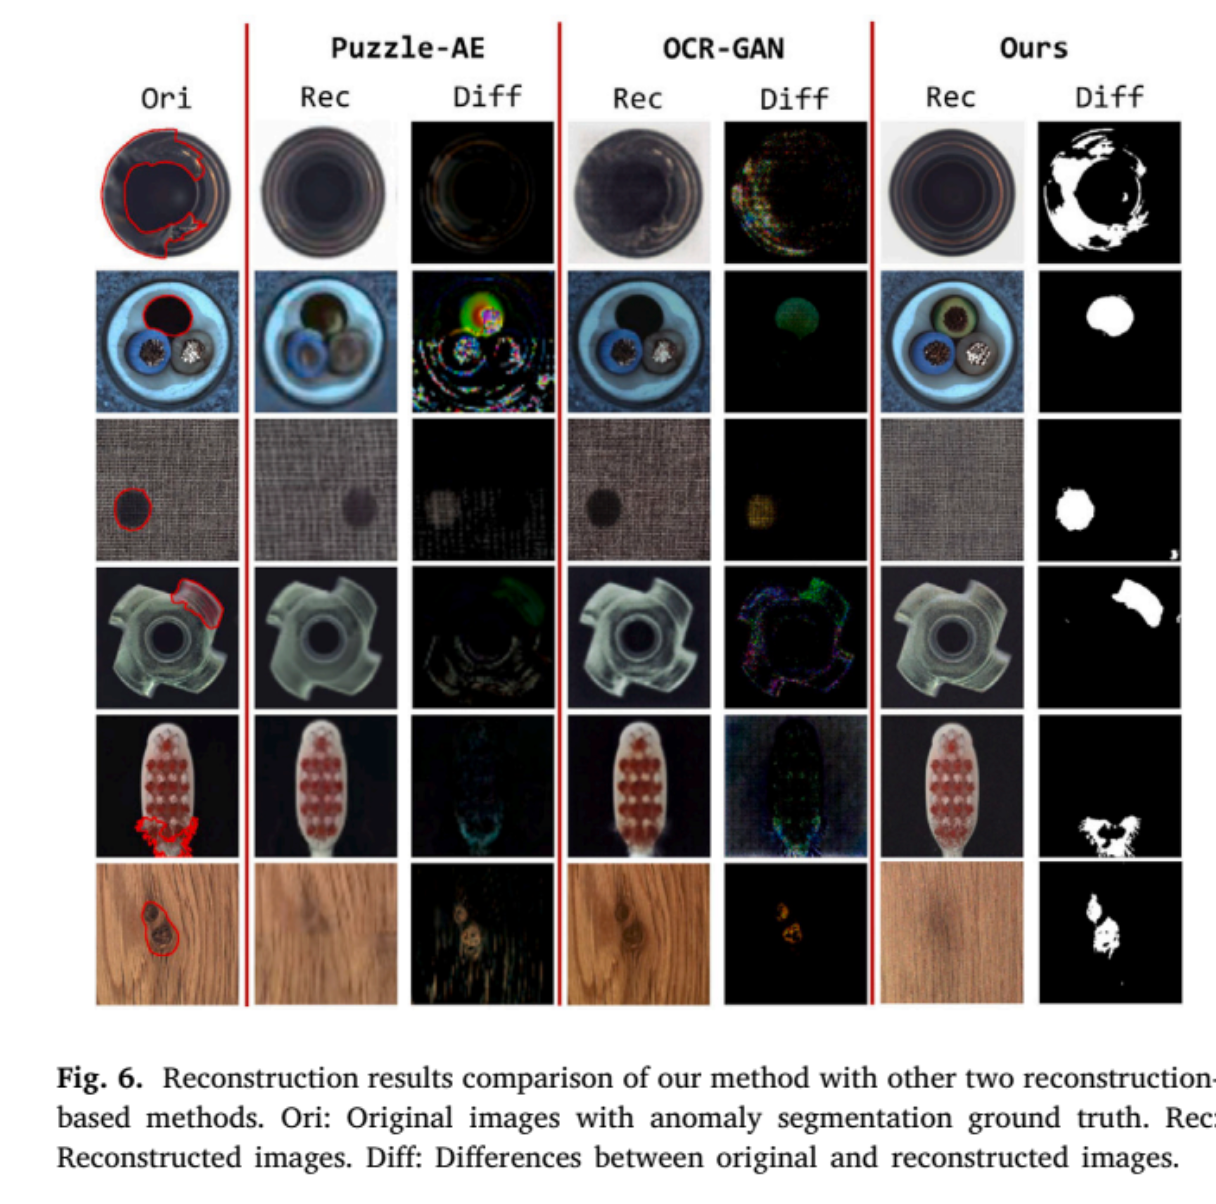 Puzzle-AE OCR-GAN Ours
Ori Rec Diff Rec Diff Rec Diff
Fig. 6. Reconstruction results comparison of our method with other two reconstruction-
based methods. Ori: Original images with anomaly segmentation ground truth. Rec:
Reconstructed images. Diff: Differences between original and reconstructed images.